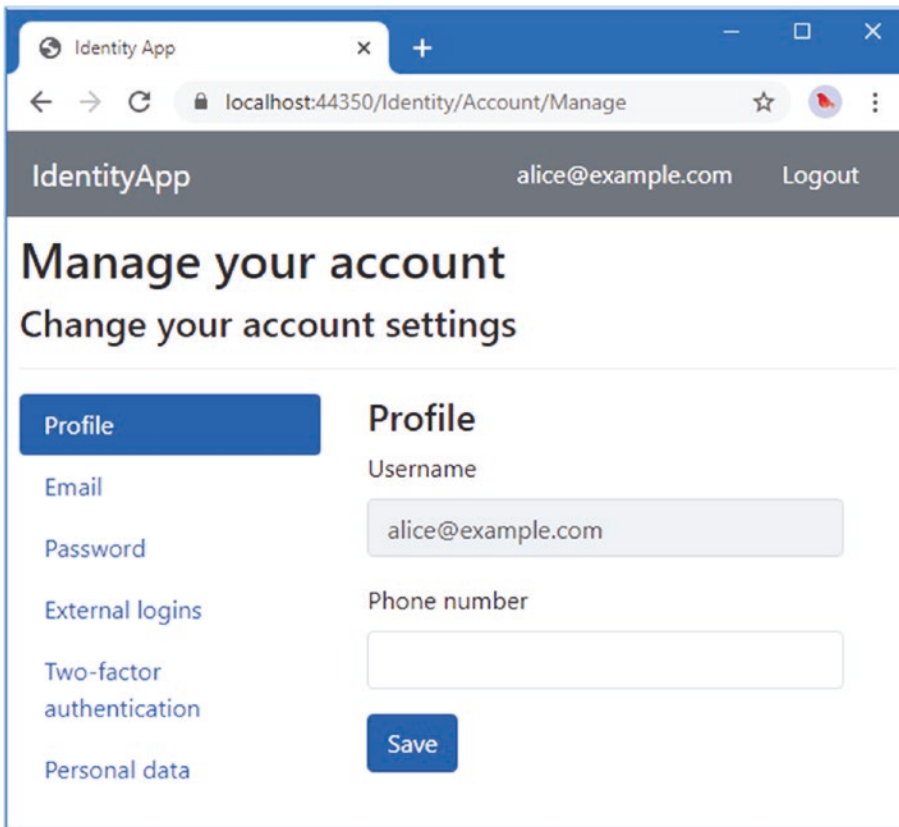 Identity App
localhost:44350/Identity/Account/Manage
IdentityApp alice@example.com Logout
Manage your account
Change your account settings
Profile
Email
Password
External logins
Two-factor
authentication
Personal data
Profile
Username
alice@example.com
Phone number
Save